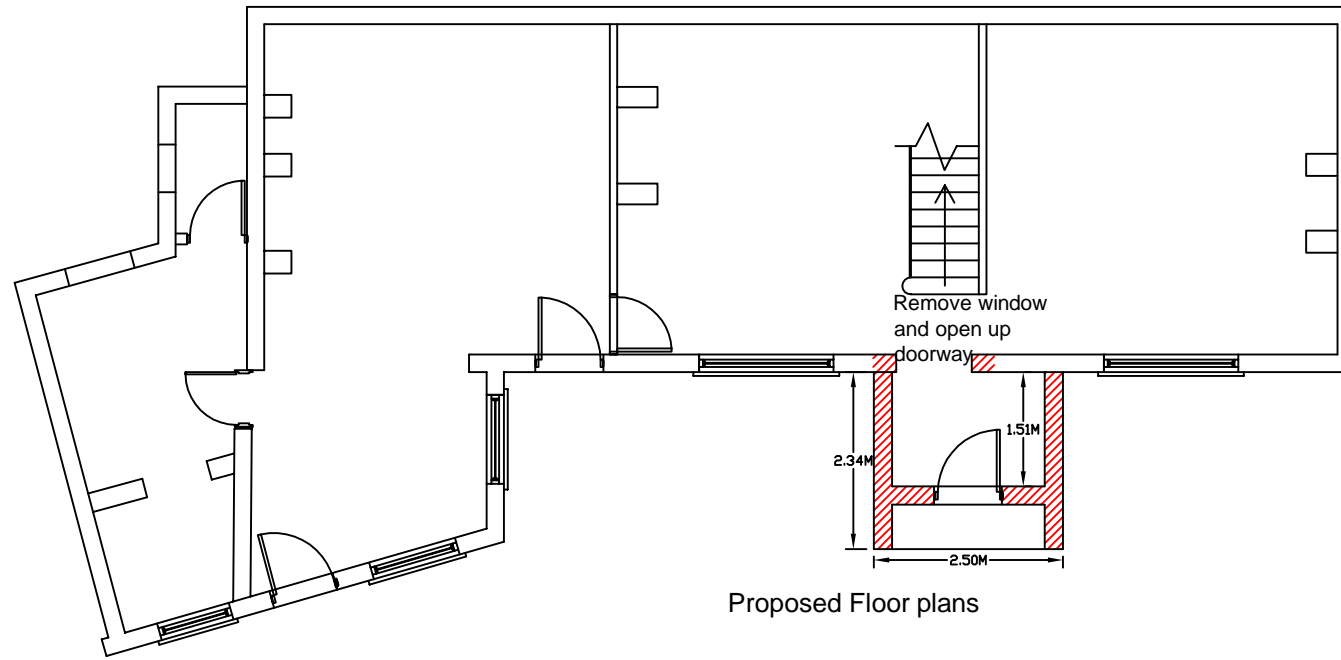 Remove window
and open up
doorway
1.51M
2.34M
2.50M
Proposed Floor plans